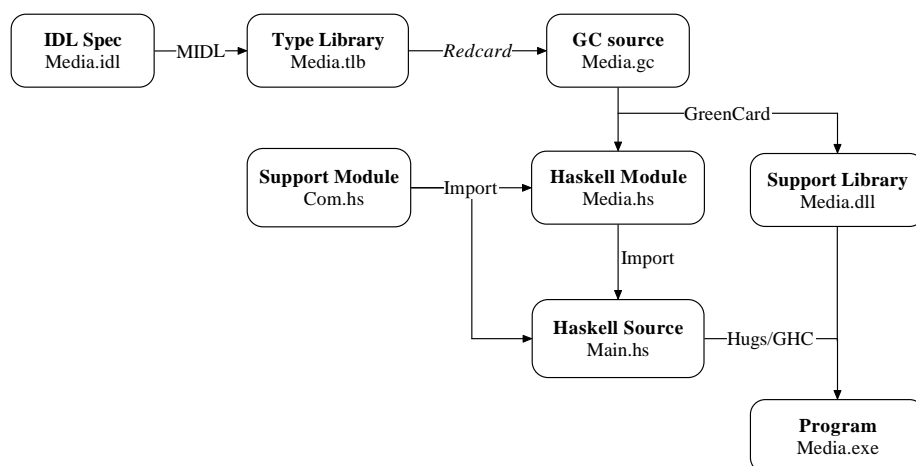 IDL Spec
Media.idl
MIDL
Type Library
Media.tlb
Redcard
GC source
Media.gc
GreenCard
Support Module
Com.hs
Import
Haskell Module
Media.hs
Support Library
Media.dll
Import
Haskell Source
Main.hs
Hugs/GHC
Program
Media.exe